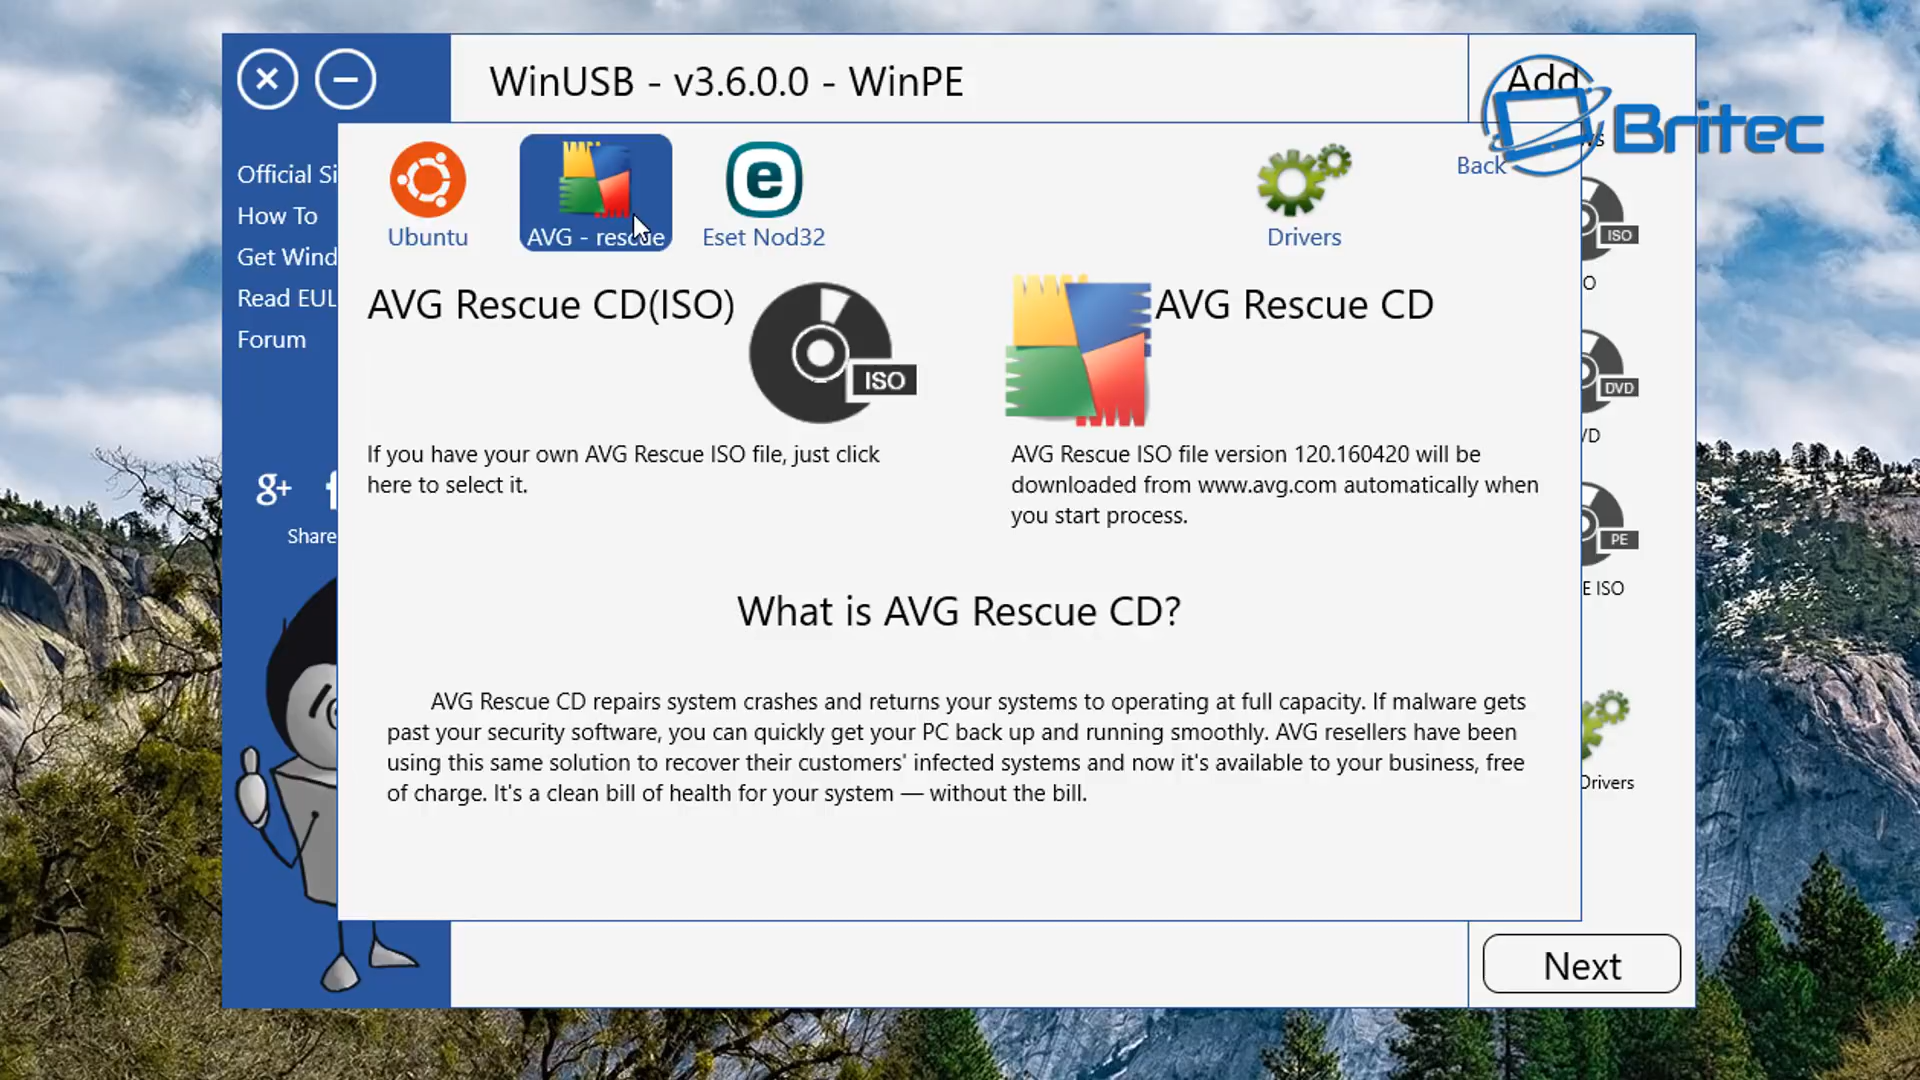 WinUSB - v3.6.0.0 - WinPE
Add
Britec
Back
Official Si
How To
Get Wind
Read EUL
Forum
g+ f
Share
Ubuntu
AVG - rescue
Eset Nod32
Drivers
AVG Rescue CD(ISO)
ISO
AVG Rescue CD
If you have your own AVG Rescue ISO file, just click
here to select it.
AVG Rescue ISO file version 120.160420 will be
downloaded from www.avg.com automatically when
you start process.
What is AVG Rescue CD?
AVG Rescue CD repairs system crashes and returns your systems to operating at full capacity. If malware gets
past your security software, you can quickly get your PC back up and running smoothly. AVG resellers have been
using this same solution to recover their customers' infected systems and now it's available to your business, free
of charge. It's a clean bill of health for your system — without the bill.
ws
ISO
O
DVD
VD
PE
E ISO
Drivers
Next